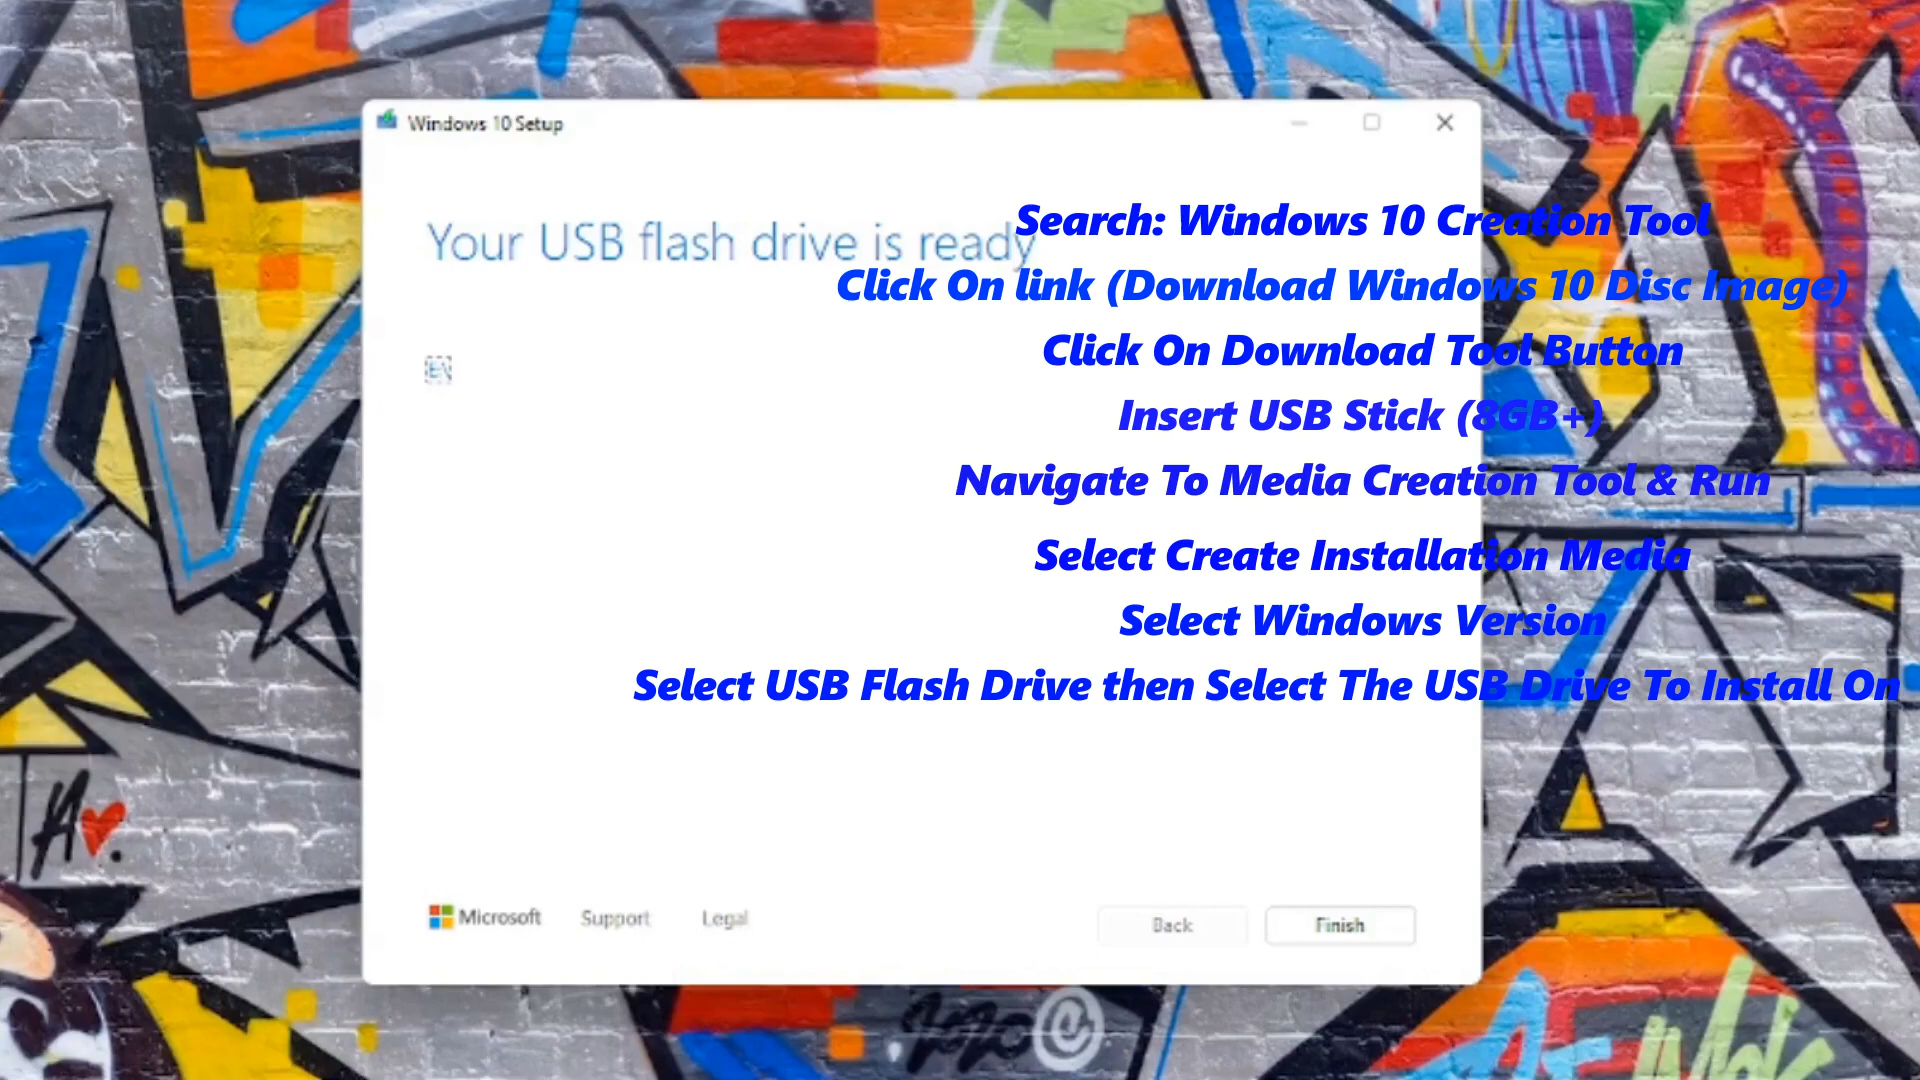 Windows 10 Setup
Your USB flash drive is ready
Search: Windows 10 Creation Tool
Click On link (Download Windows 10 Disc Image)
Click On Download Tool Button
Insert USB Stick (8GB+)
Navigate To Media Creation Tool & Run
Select Create Installation Media
Select Windows Version
Select USB Flash Drive then Select The USB Drive To Install On
Microsoft Support Legal Back Finish